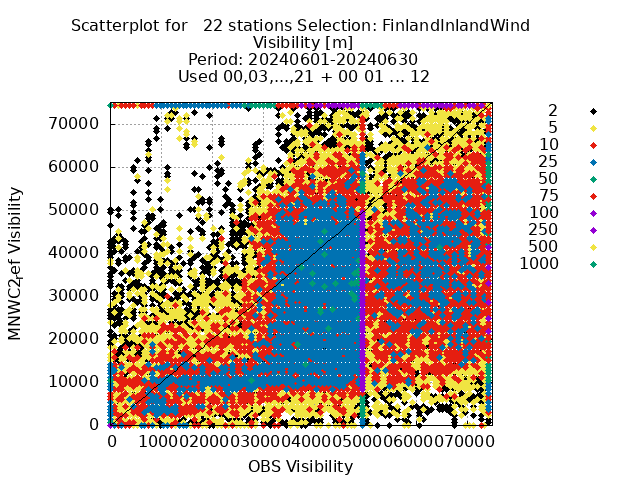 Scatterplot for   22 stations Selection: FinlandInlandWind
Visibility [m]
Period: 20240601-20240630
Used 00,03,...,21 + 00 01 ... 12
2
5
10
25
50
75
100
250
500
1000
70000
60000
50000
40000
30000
20000
10000
0
MNWC2ref Visibility
0 10000 20000 30000 40000 50000 60000 70000
OBS Visibility